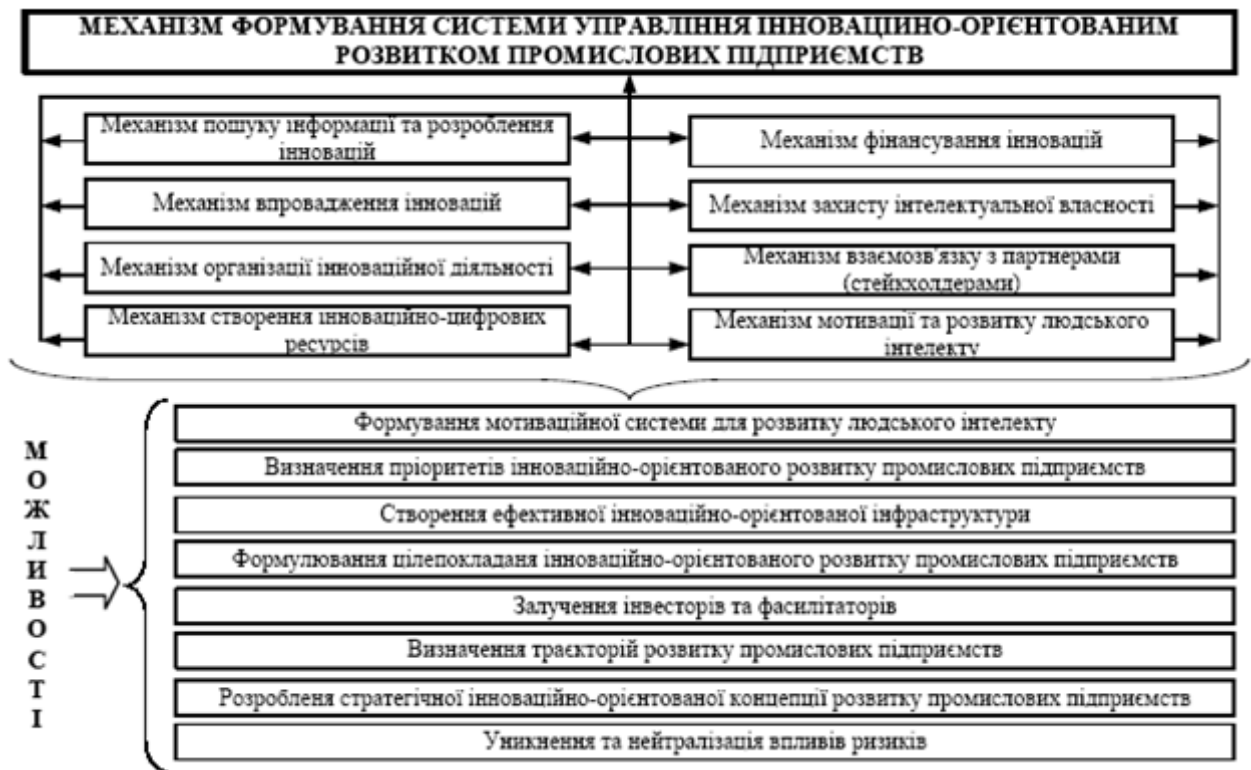 МЕХАНІЗМ ФОРМУВАННЯ СИСТЕМИ УПРАВЛІННЯ ІННОВАЦІЙНО-ОРІЄНТОВАНИМ
РОЗВИТКОМ ПРОМИСЛОВИХ ПІДПРИЄМСТВ
Механізм пошуку інформації та розроблення
інновацій
Механізм впровадження інновацій
Механізм організації інноваційної діяльності
Механізм створення інноваційно-цифрових
ресурсів
Механізм фінансування інновацій
Механізм захисту інтелектуальної власності
Механізм взаємозв'язку з партнерами
(стейкхолдерами)
Механізм мотивації та розвитку людського
інтелекту
МОЖЛИВОСТІ
Формування мотиваційної системи для розвитку людського інтелекту
Визначення пріоритетів інноваційно-орієнтованого розвитку промислових підприємств
Створення ефективної інноваційно-орієнтованої інфраструктури
Формулювання цілепокладаня інноваційно-орієнтованого розвитку промислових підприємств
Залучення інвесторів та фасилітаторів
Визначення траєкторій розвитку промислових підприємств
Розробленя стратегічної інноваційно-орієнтованої концепції розвитку промислових підприємств
Уникнення та нейтралізація впливів ризиків